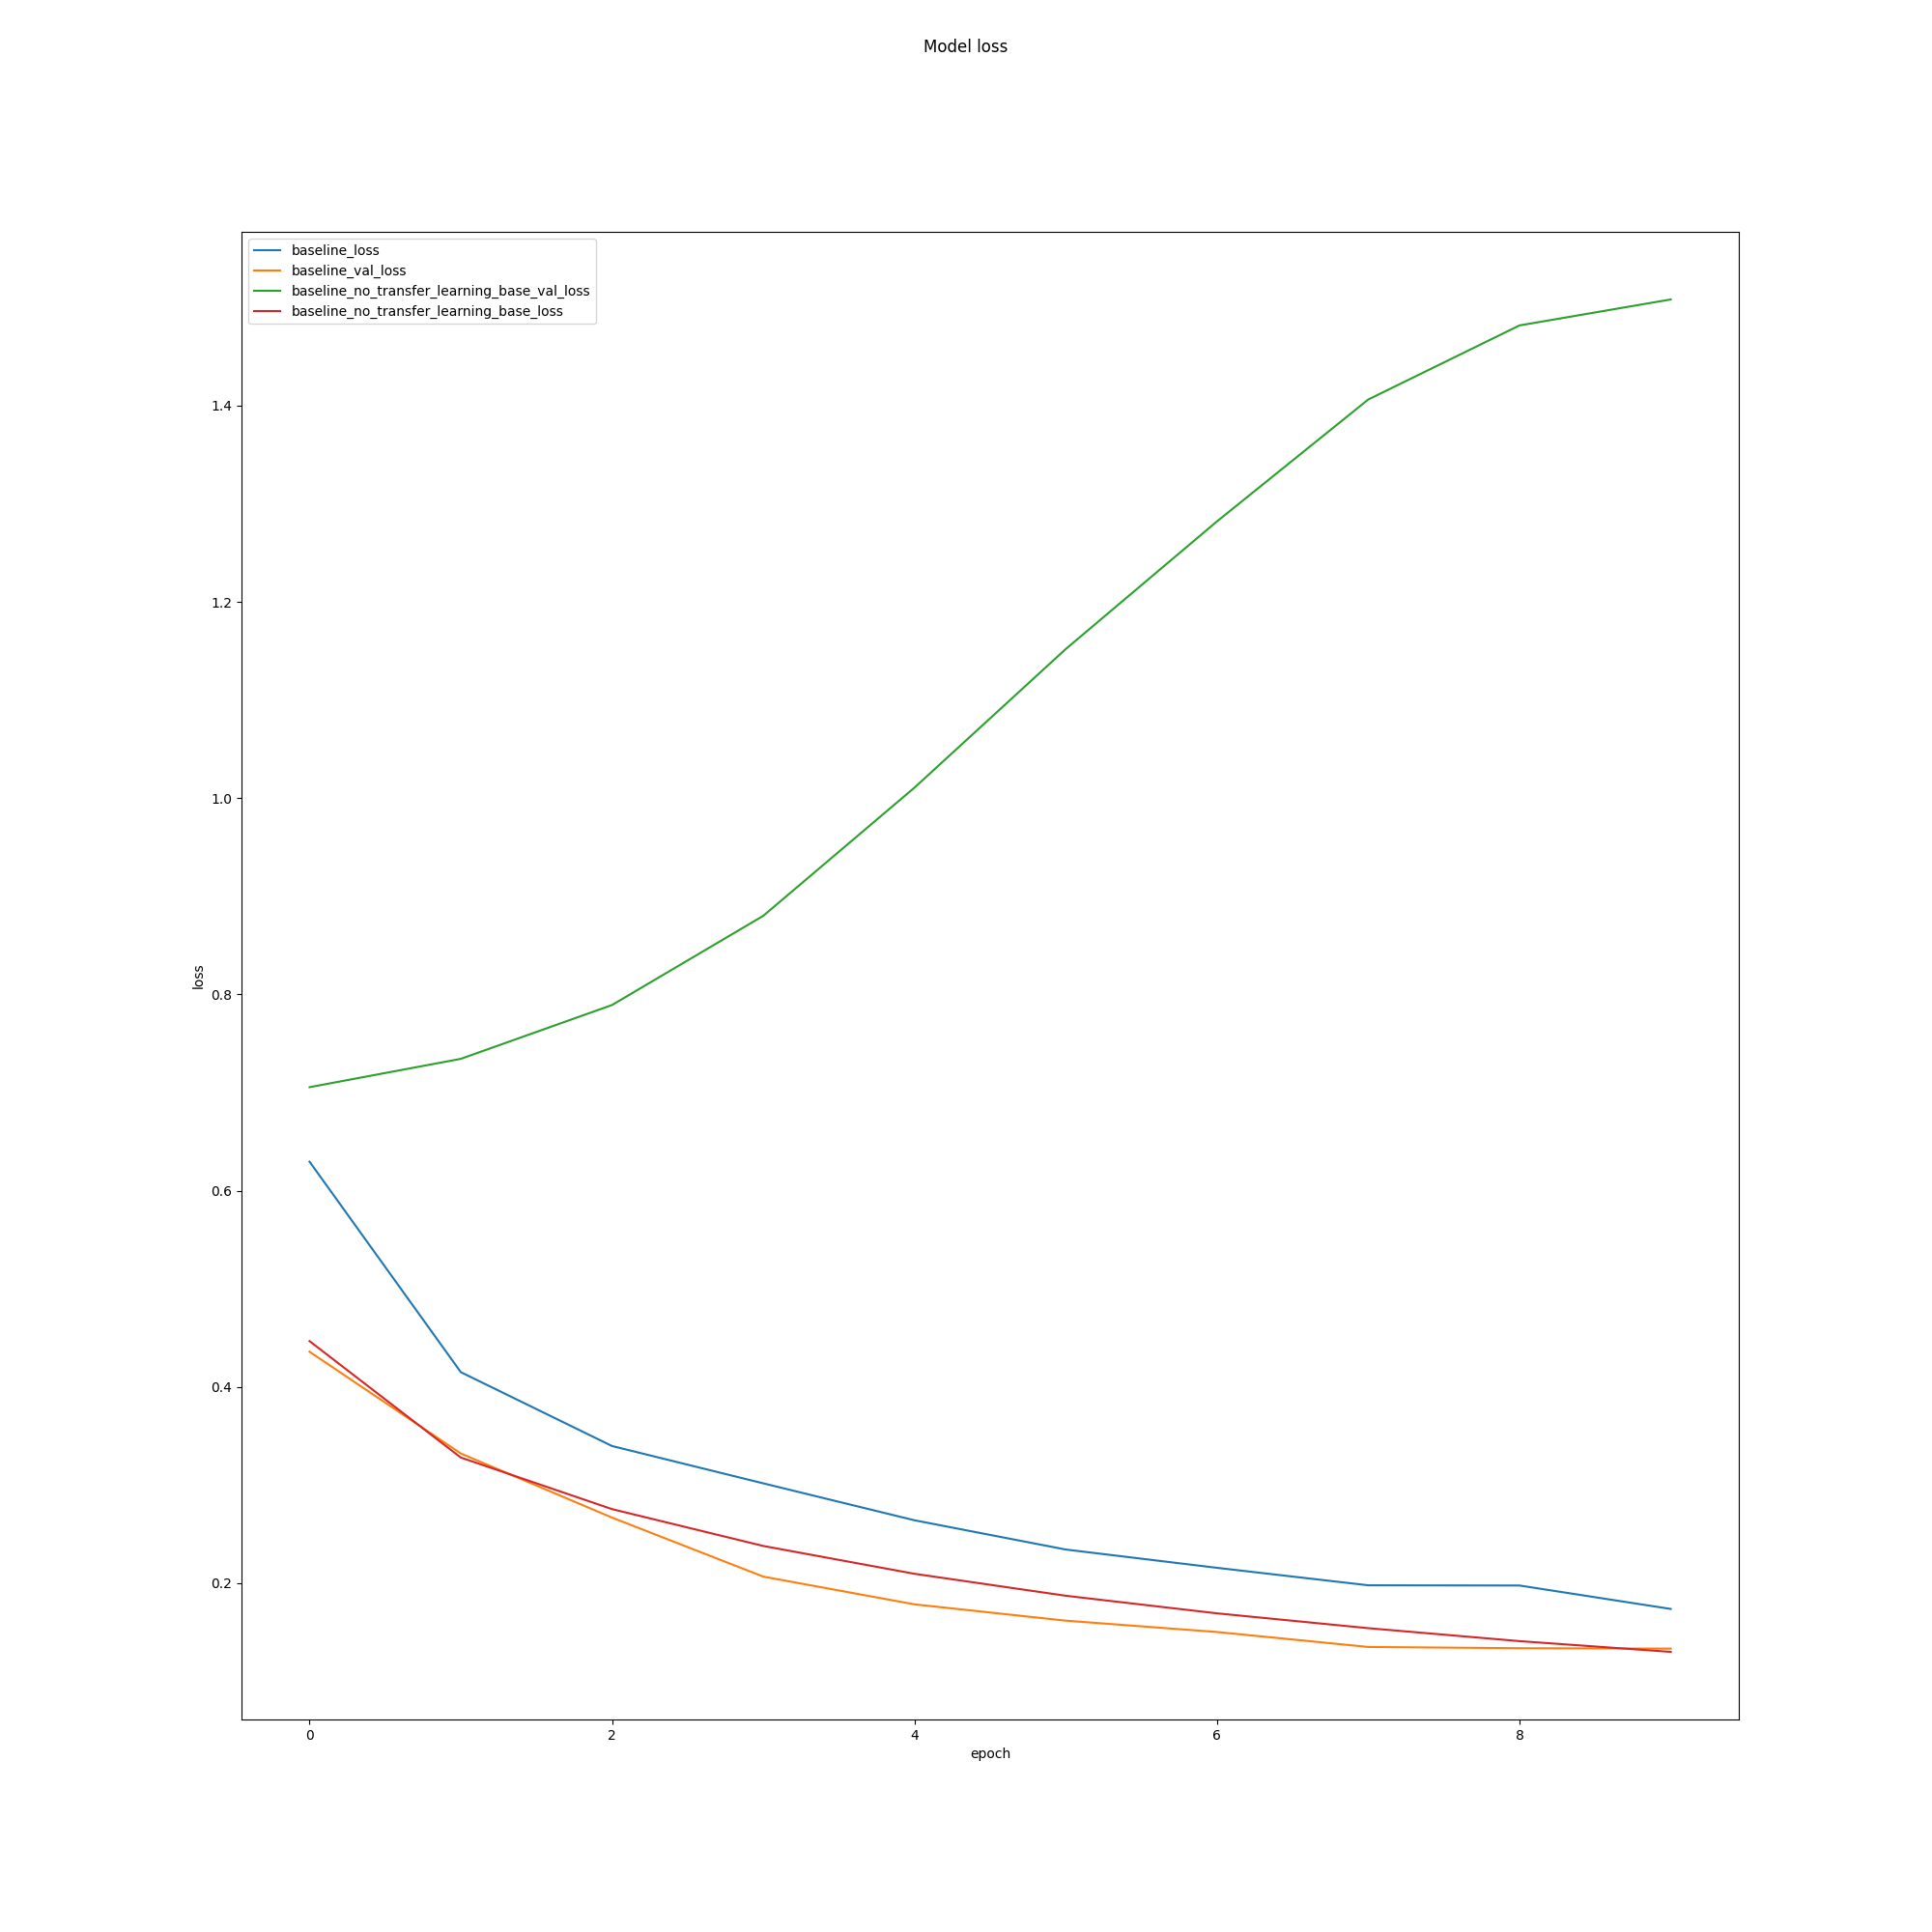 Model loss
baseline_loss
baseline_val_loss
baseline_no_transfer_learning_base_val_loss
baseline_no_transfer_learning_base_loss
1.4
1.2
1.0
0.8
loss
0.6
0.4
0.2
0 2 4 6 8
epoch